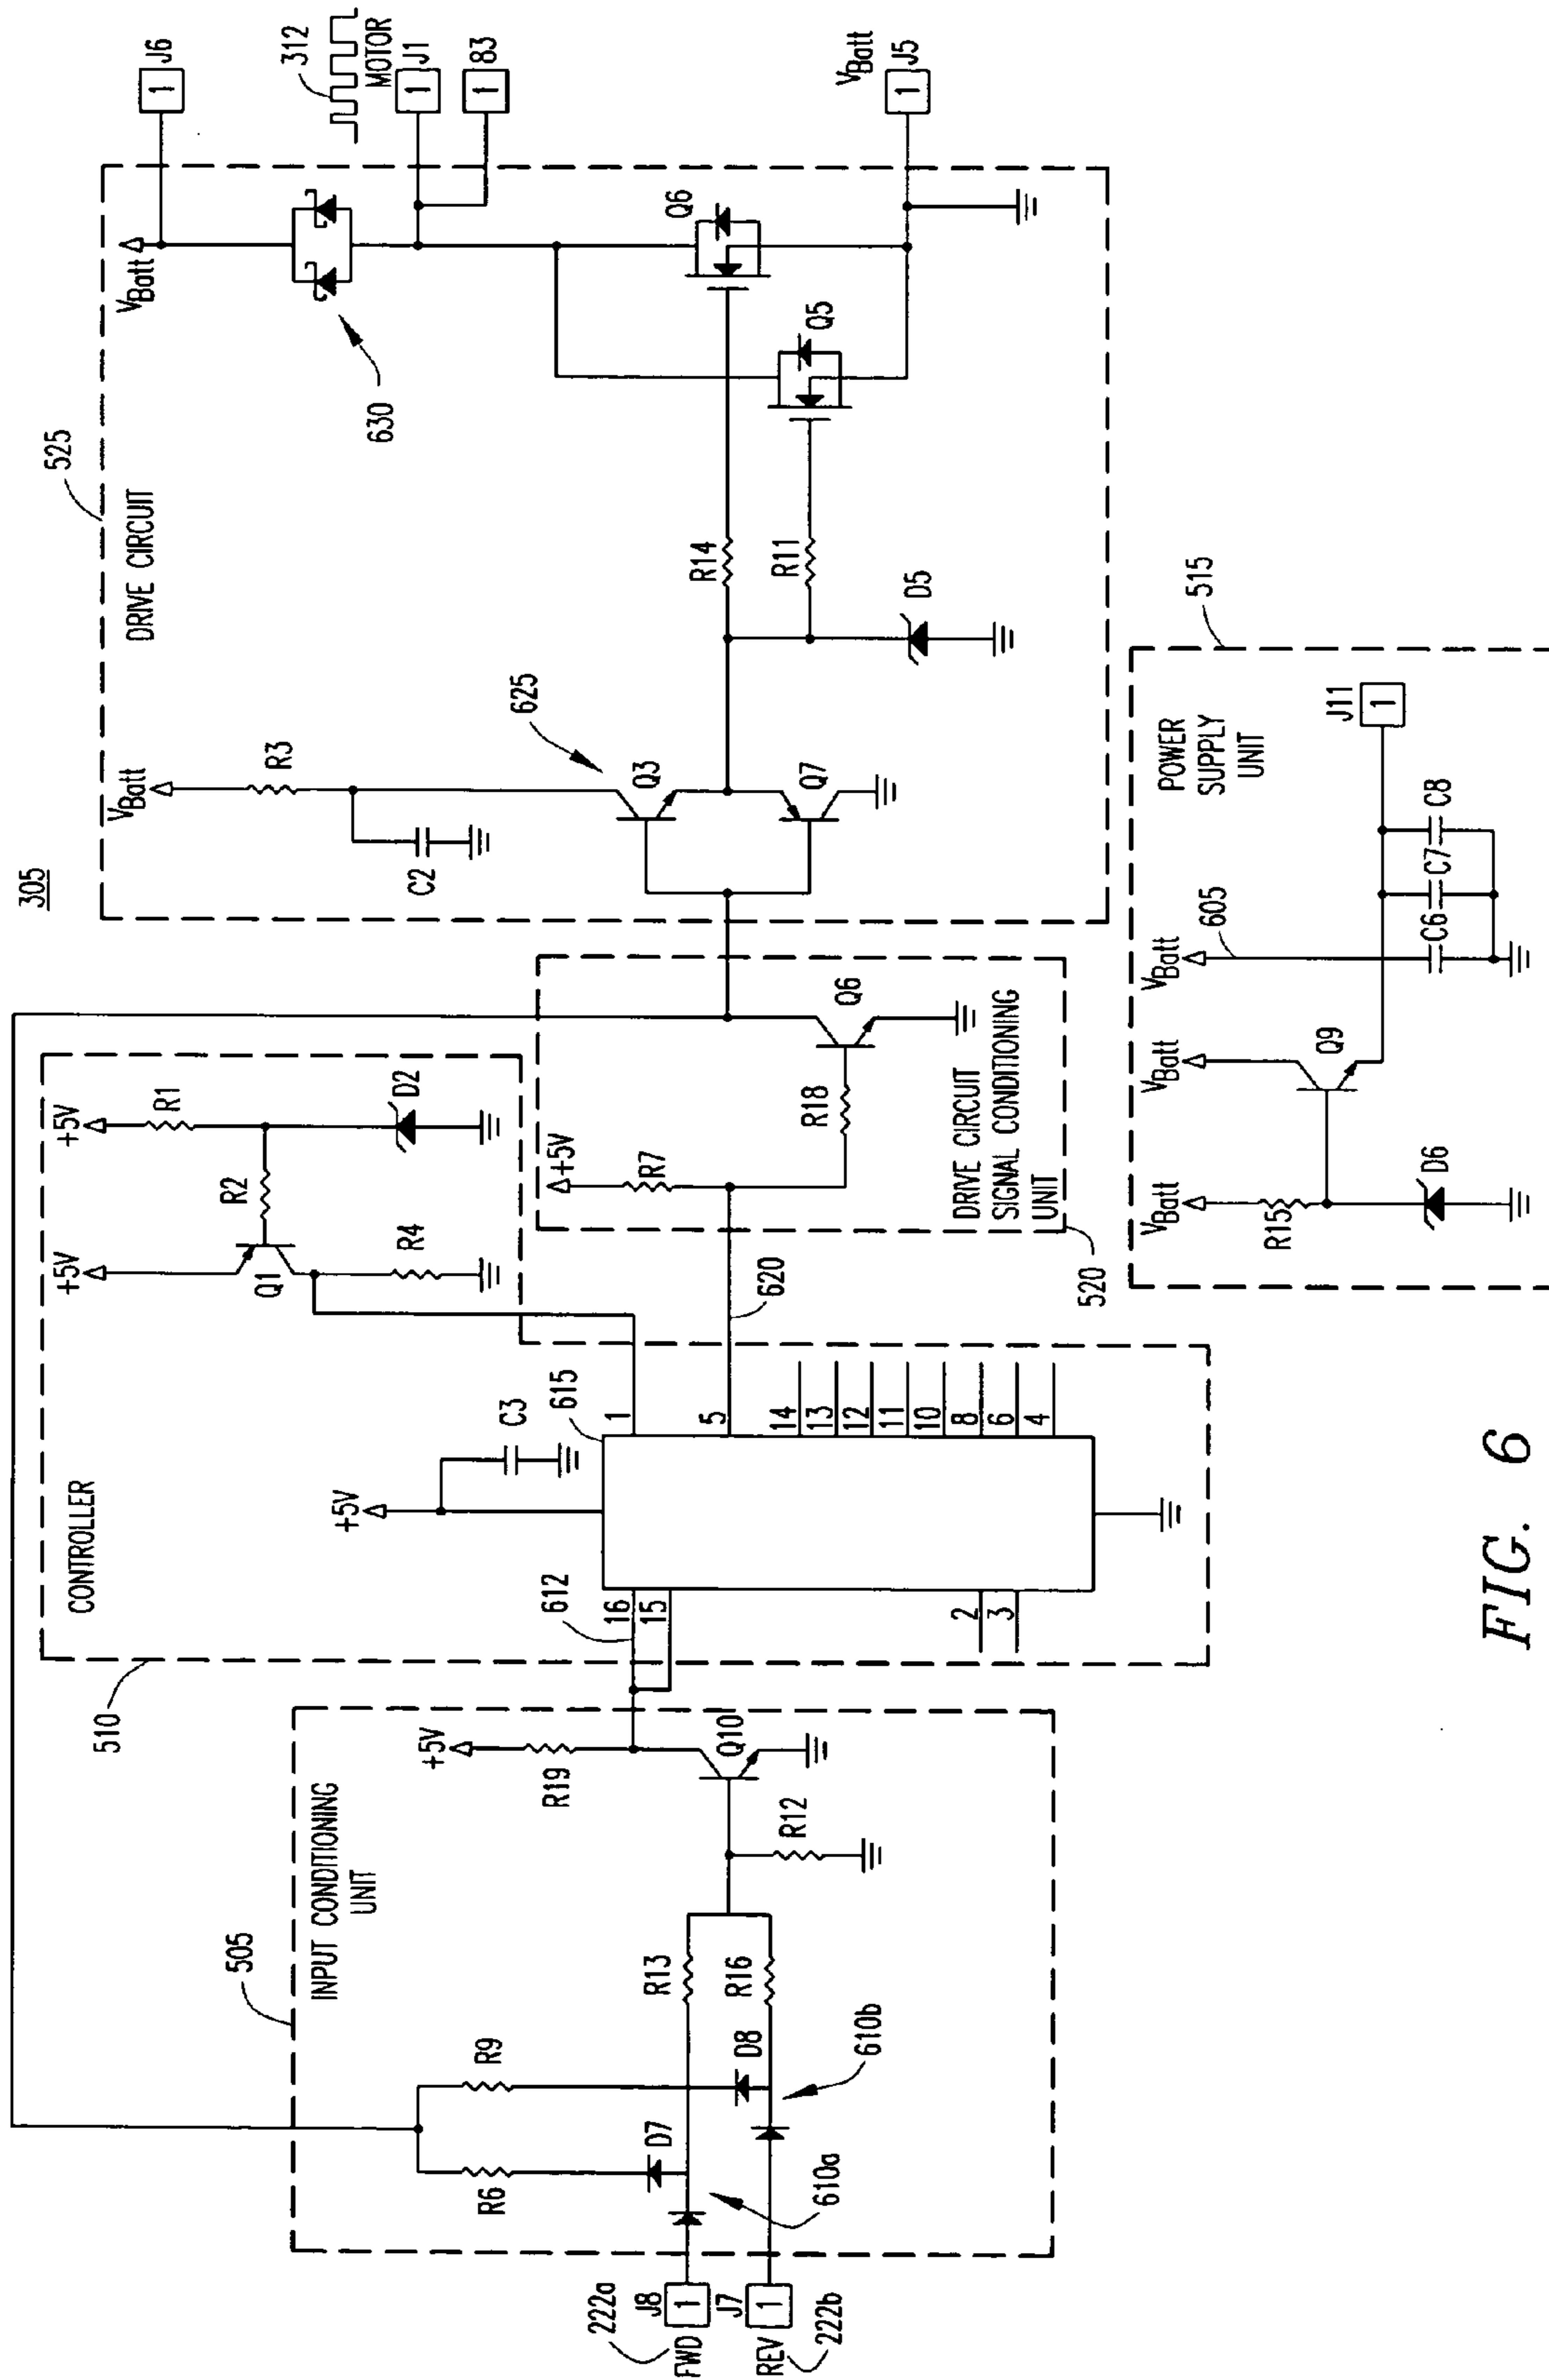 305
525
DRIVE CIRCUIT
VBatt
R3
C2
625
Q3
Q7
R14
R11
D5
Q5
Q6
630
VBatt
1
J6
312
MOTOR
1
J1
1
83
VBatt
1
J5
510
CONTROLLER
+5V
C3
615
612
16
15
2
3
1
5
14
13
12
11
10
8
6
4
+5V
Q1
R2
R4
+5V
R1
D2
620
+5V
R7
R18
Q6
DRIVE CIRCUIT
SIGNAL CONDITIONING
UNIT
520
505
INPUT CONDITIONING
UNIT
R6
R9
D7
D8
R13
R16
610a
610b
+5V
R19
Q10
R12
222a
FWD
J8
1
J7
1
REV
222b
515
POWER
SUPPLY
UNIT
VBatt
R15
D6
VBatt
Q9
VBatt
605
C6
C7
C8
J11
1
FIG. 6